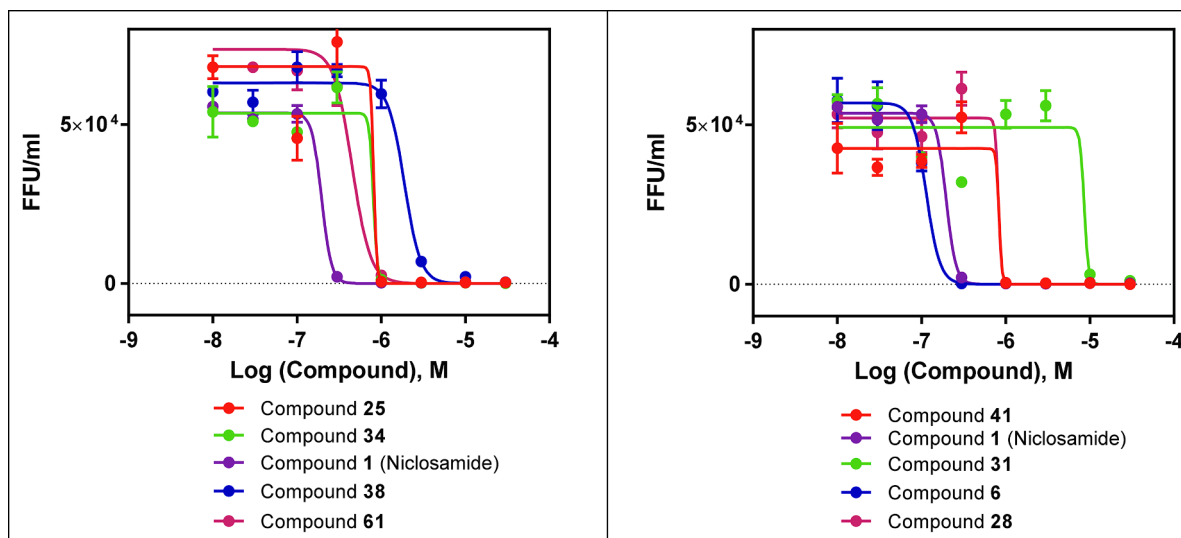 FFU/ml
5×10⁴
0
-9 -8 -7 -6 -5 -4
Log (Compound), M
Compound 25
Compound 34
Compound 1 (Niclosamide)
Compound 38
Compound 61
FFU/ml
5×10⁴
0
-9 -8 -7 -6 -5 -4
Log (Compound), M
Compound 41
Compound 1 (Niclosamide)
Compound 31
Compound 6
Compound 28